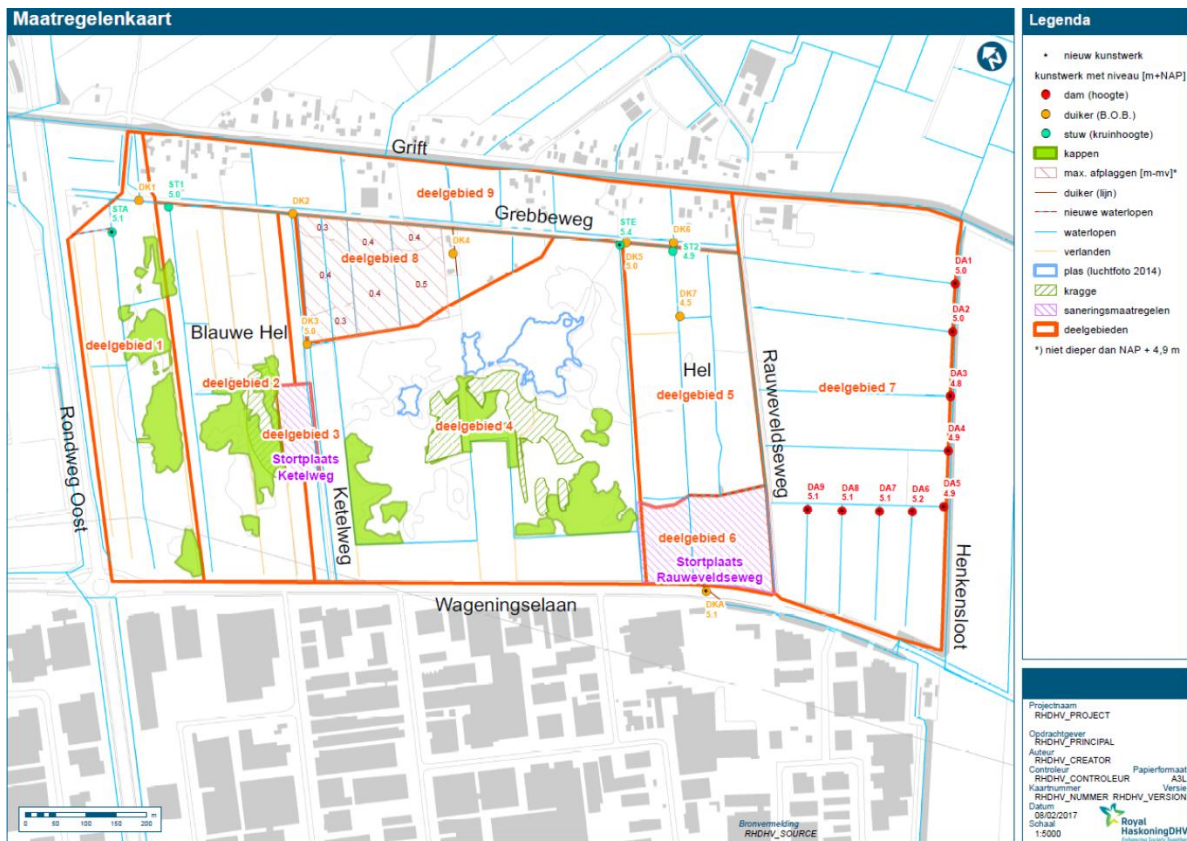 Maatregelenkaart
Grift
DK1
ST1
5.0
STA
5.1
DK2
deelgebied 9
Grebbeweg
0.3
0.4
0.4
0.4
deelgebied 8
DK4
0.4
0.5
0.4
0.3
DK3
5.0
STE
5.4
DK5
5.0
DK6
ST2
4.9
DK7
4.5
DA1
5.0
DA2
5.0
DA3
4.8
DA4
4.9
DA5
4.9
DA9
5.1
DA8
5.1
DA7
5.1
DA6
5.2
Blauwe Hel
deelgebied 1
deelgebied 2
deelgebied 3
Stortplaats
Ketelweg
deelgebied 4
Hel
deelgebied 5
deelgebied 7
deelgebied 6
Stortplaats
Rauweveldseweg
Rondweg Oost
Ketelweg
Rauweveldseweg
Henkensloot
Wageningselaan
DKA
5.1
0 50 100 150 200 m
Bronvermelding
RHDHV_SOURCE
Legenda
nieuw kunstwerk
kunstwerk met niveau [m+NAP]
dam (hoogte)
duiker (B.O.B.)
stuw (kruinhoogte)
kappen
max. afplaggen [m-mv]*
duiker (lijn)
nieuwe waterlopen
waterlopen
verlanden
plas (luchtfoto 2014)
kragge
saneringsmaatregelen
deelgebieden
*) niet dieper dan NAP + 4,9 m
Projectnaam
RHDHV_PROJECT
Opdrachtgever
RHDHV_PRINCIPAL
Auteur
RHDHV_CREATOR
Controleur Papierformaat
RHDHV_CONTROLEUR A3L
Kaartnummer Versie
RHDHV_NUMMER RHDHV_VERSION
Datum
08/02/2017
Schaal
1:5000
Royal
HaskoningDHV